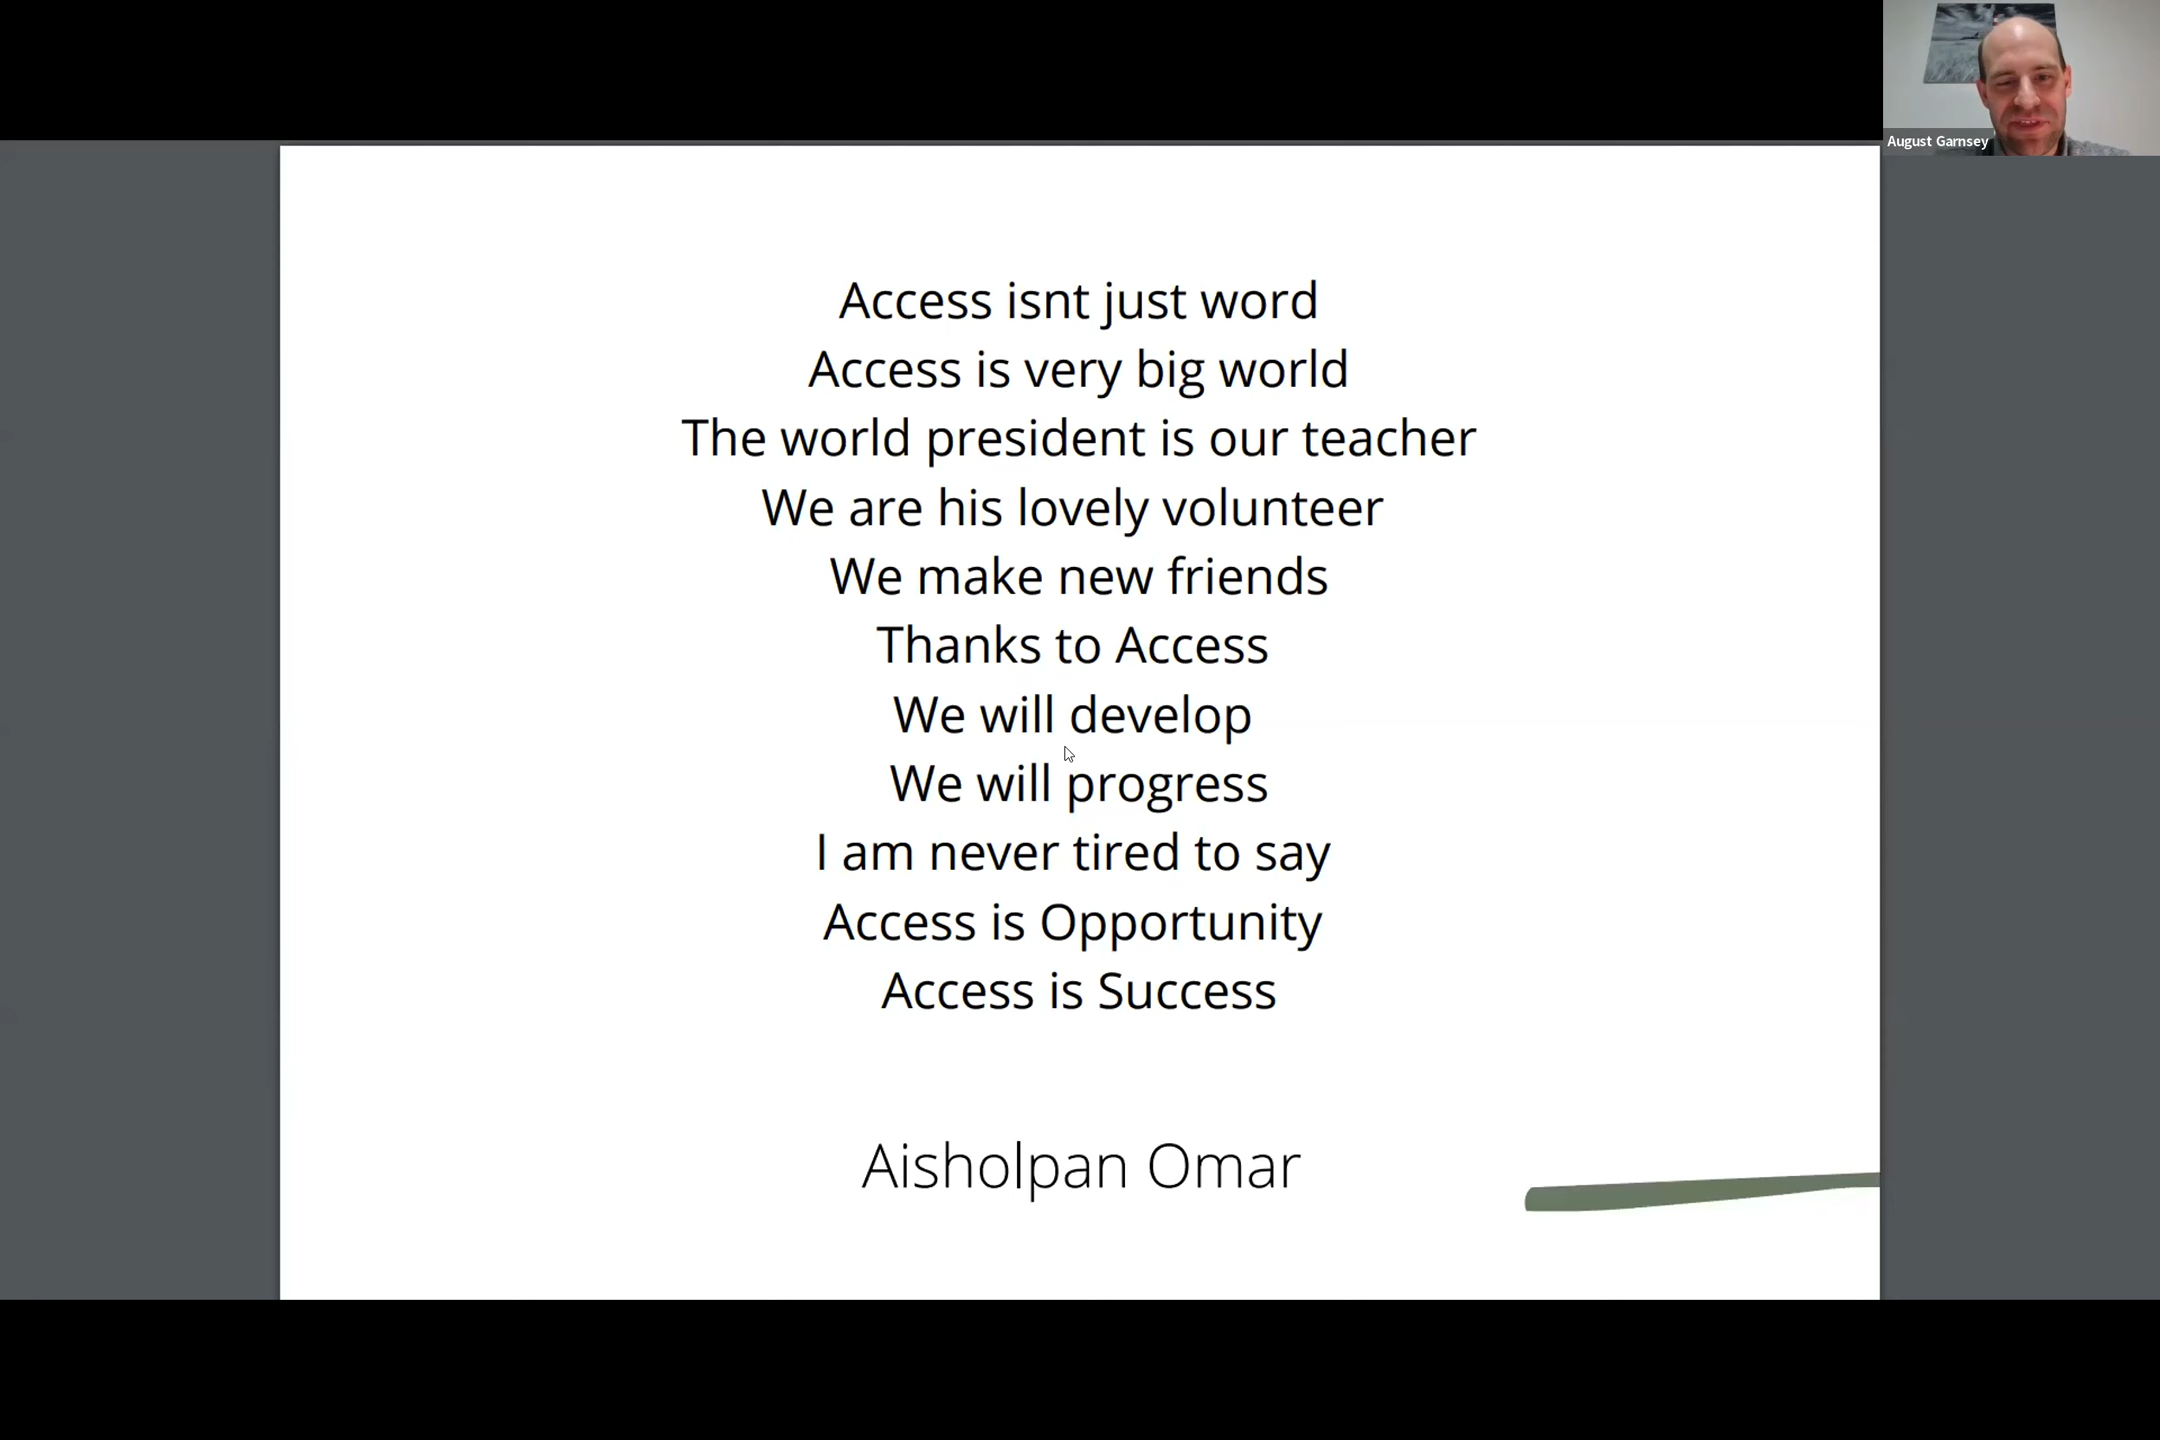 August Garnsey
Access isnt just word
Access is very big world
The world president is our teacher
We are his lovely volunteer
We make new friends
Thanks to Access
We will develop
We will progress
I am never tired to say
Access is Opportunity
Access is Success
Aisholpan Omar